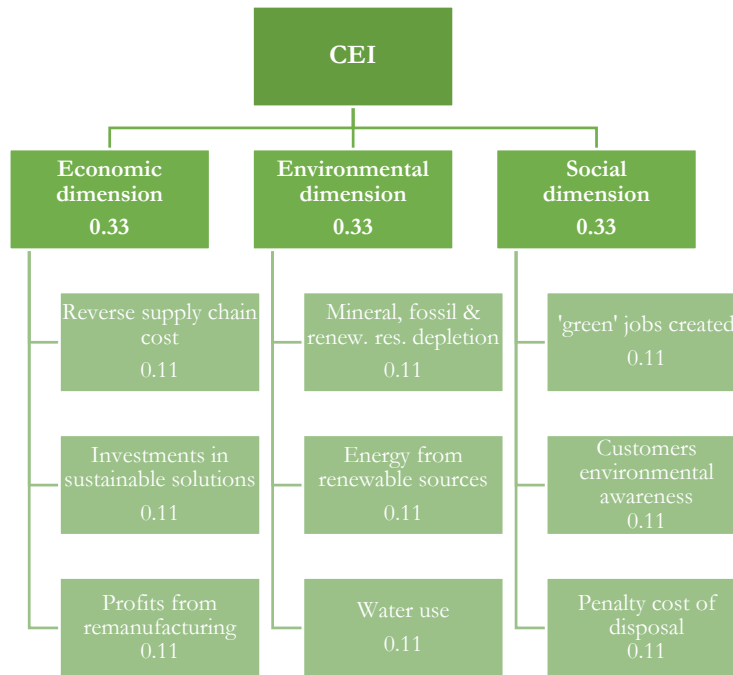 CEI
Economic
dimension
0.33
Environmental
dimension
0.33
Social
dimension
0.33
Reverse supply chain
cost
0.11
Mineral, fossil &
renew. res. depletion
0.11
'green' jobs created
0.11
Investments in
sustainable solutions
0.11
Energy from
renewable sources
0.11
Customers
environmental
awareness
0.11
Profits from
remanufacturing
0.11
Water use
0.11
Penalty cost of
disposal
0.11